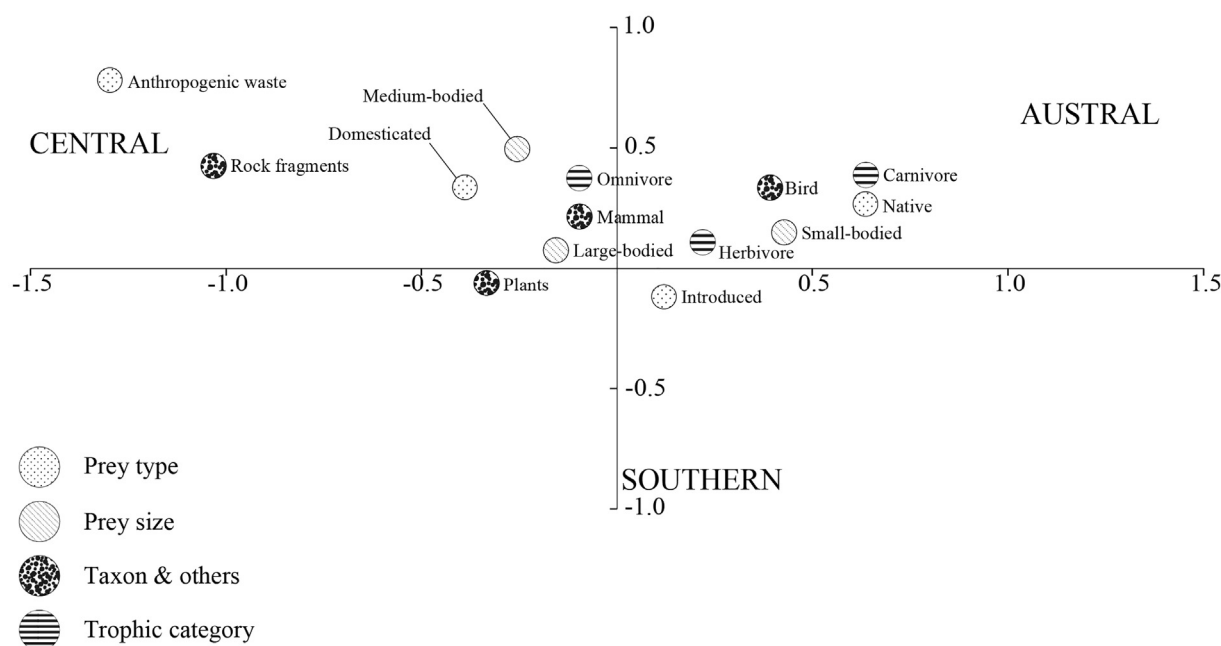 1.0
Anthropogenic waste
Medium-bodied
AUSTRAL
Domesticated
CENTRAL
0.5
Rock fragments
Omnivore
Bird
Carnivore
Native
Mammal
Small-bodied
Large-bodied
Herbivore
-1.5
-1.0
-0.5
0.5
1.0
1.5
Plants
Introduced
-0.5
Prey type
SOUTHERN
-1.0
Prey size
Taxon & others
Trophic category